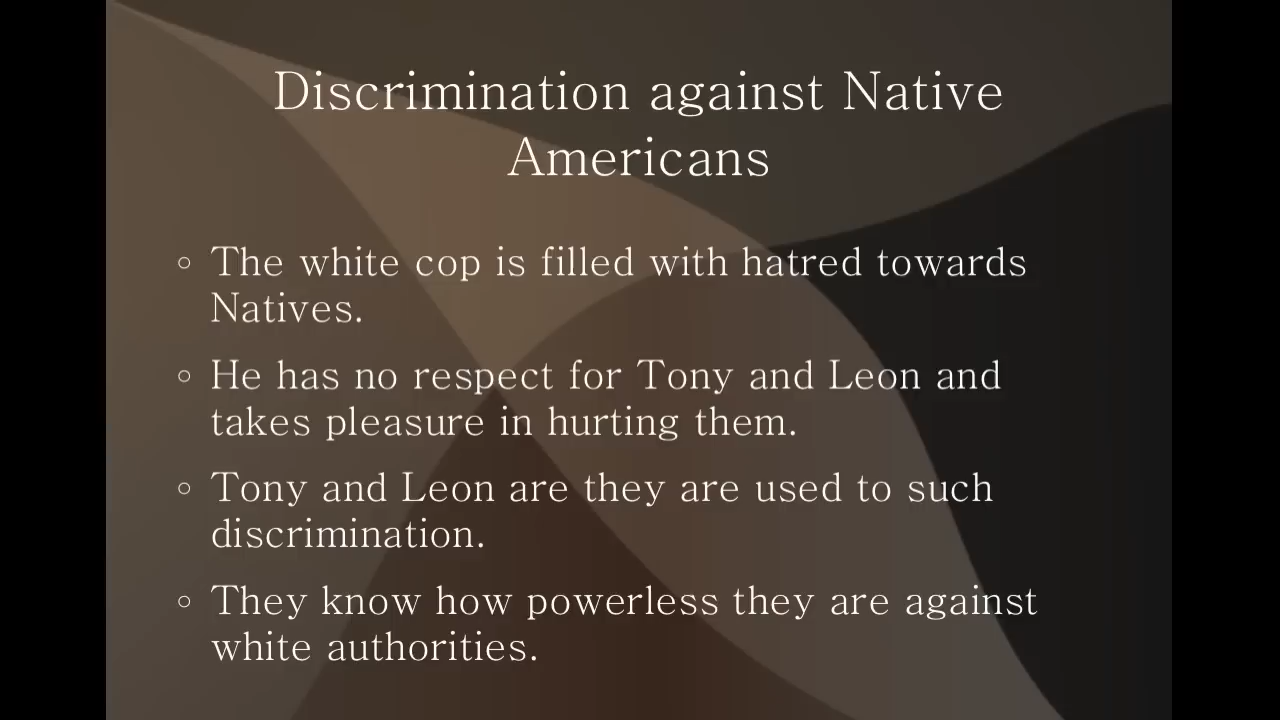 Discrimination against Native
Americans
◦ The white cop is filled with hatred towards
Natives.
◦ He has no respect for Tony and Leon and
takes pleasure in hurting them.
◦ Tony and Leon are they are used to such
discrimination.
◦ They know how powerless they are against
white authorities.